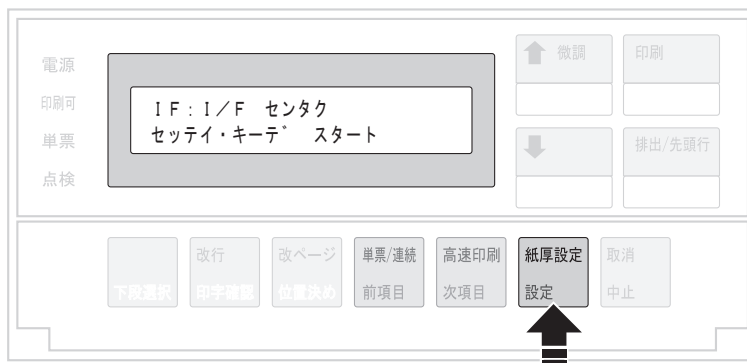 電源
印刷可
単票
点検
IF:I/F センタク
セッテイ・キーデ スタート
微調
印刷
排出/先頭行
下段選択
改行
印字確認
改ページ
位置決め
単票/連続
前項目
高速印刷
次項目
紙厚設定
設定
取消
中止